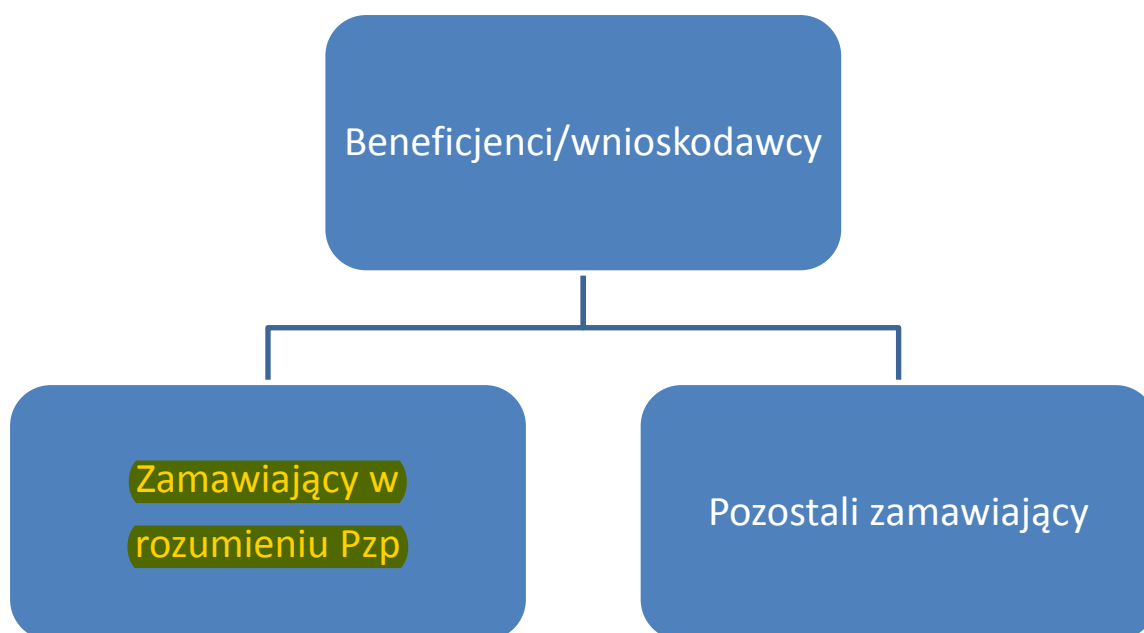 Beneficjenci/wnioskodawcy
Zamawiający w
rozumieniu Pzp
Pozostali zamawiający